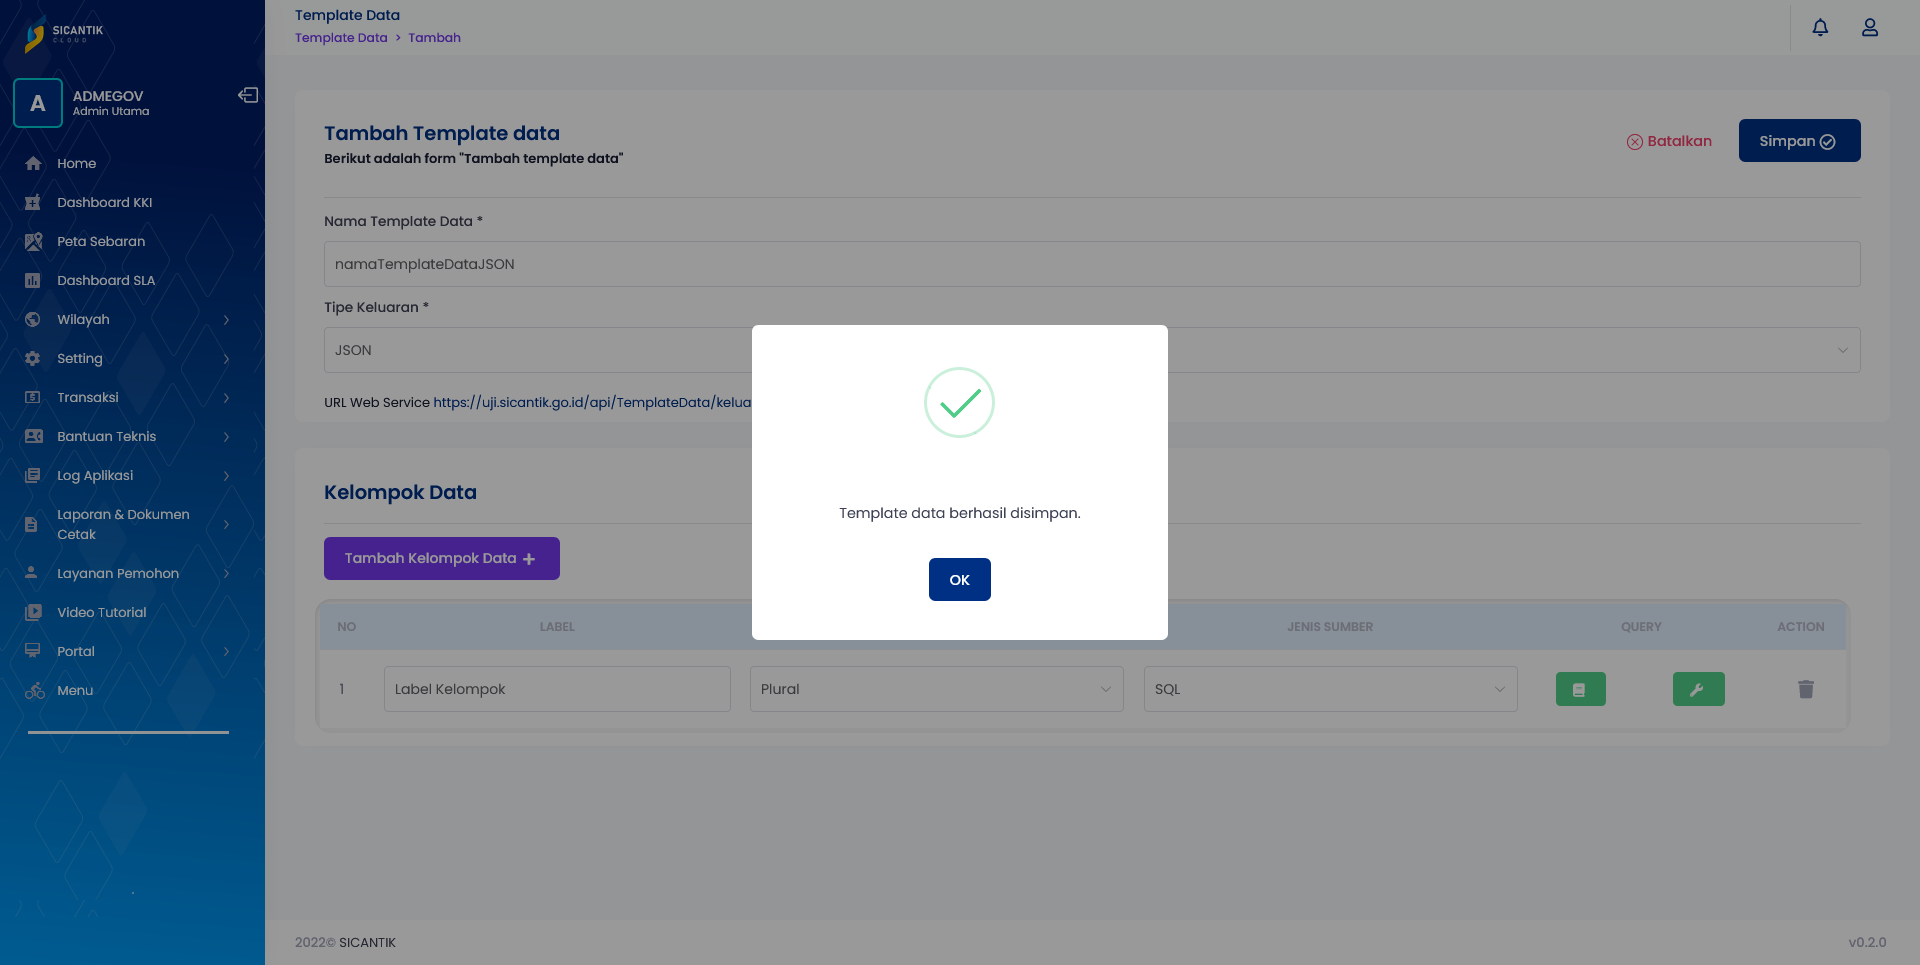 SICANTIK
CLOUD
A
ADMEGOV
Admin Utama
Home
Dashboard KKI
Peta Sebaran
Dashboard SLA
Wilayah
Setting
Transaksi
Bantuan Teknis
Log Aplikasi
Laporan & Dokumen
Cetak
Layanan Pemohon
Video Tutorial
Portal
Menu
Template Data
Template Data > Tambah
Tambah Template data
Berikut adalah form "Tambah template data"
Batalkan
Simpan
Nama Template Data *
namaTemplateDataJSON
Tipe Keluaran *
JSON
URL Web Service https://uji.sicantik.go.id/api/TemplateData/kelua
Kelompok Data
Tambah Kelompok Data +
NO LABEL JENIS SUMBER QUERY ACTION
1 Label Kelompok Plural SQL
Template data berhasil disimpan.
OK
2022© SICANTIK
v0.2.0